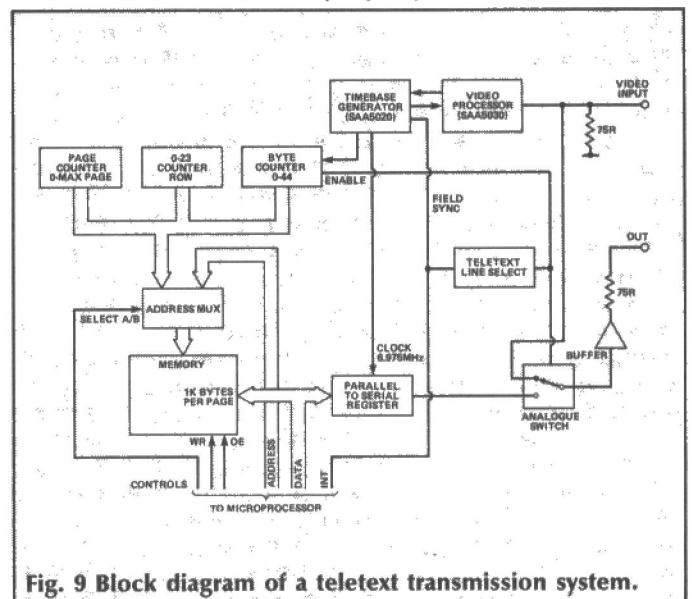 VIDEO
INPUT
TIMEBASE
GENERATOR
(SAA5020)
VIDEO
PROCESSOR
(SAA5030)
75R
PAGE
COUNTER
0-MAX PAGE
0-23
COUNTER
ROW
BYTE
COUNTER
0-44
ENABLE
FIELD
SYNC
OUT
TELETEXT
LINE SELECT
75R
ADDRESS MUX
SELECT A/B
BUFFER
MEMORY
CLOCK
6.975MHz
1K BYTES
PER PAGE
PARALLEL
TO SERIAL
REGISTER
ANALOGUE
SWITCH
WR
OE
ADDRESS
DATA
INT
CONTROLS
TO MICROPROCESSOR
Fig. 9 Block diagram of a teletext transmission system.